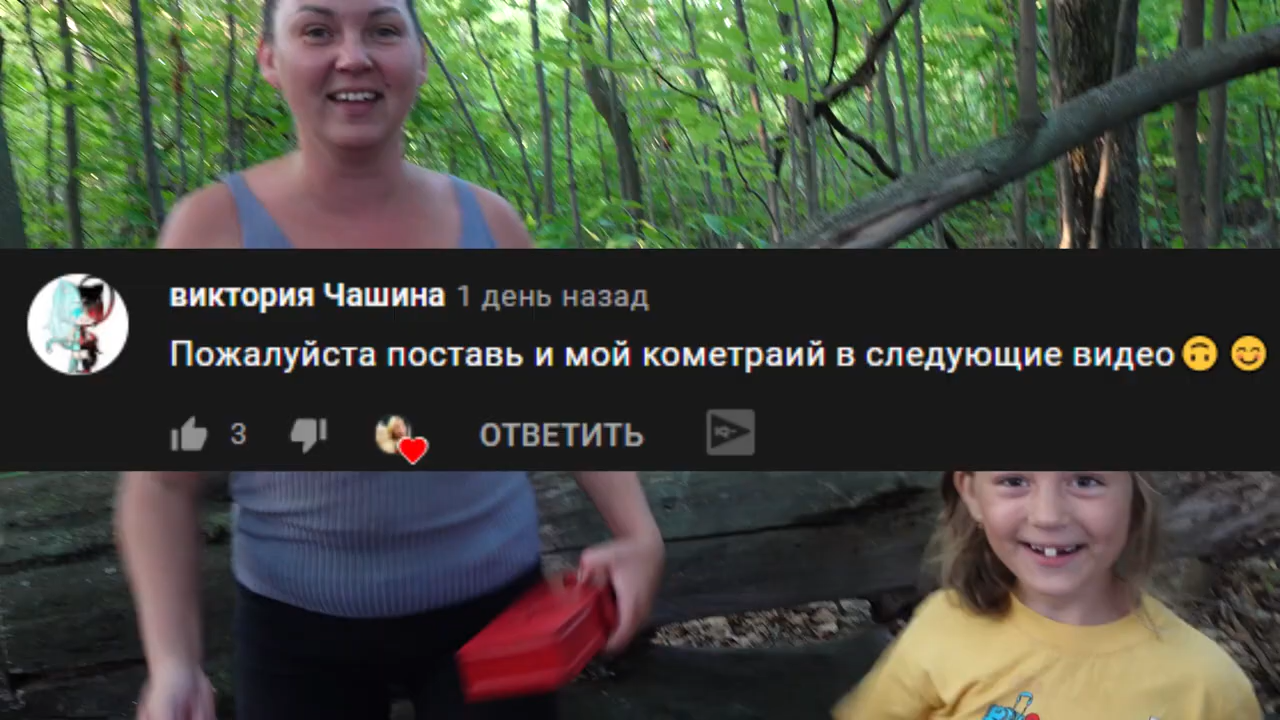 виктория Чашина 1 день назад
Пожалуйста поставь и мой кометраий в следующие видео🙃 😊
3 ОТВЕТИТЬ